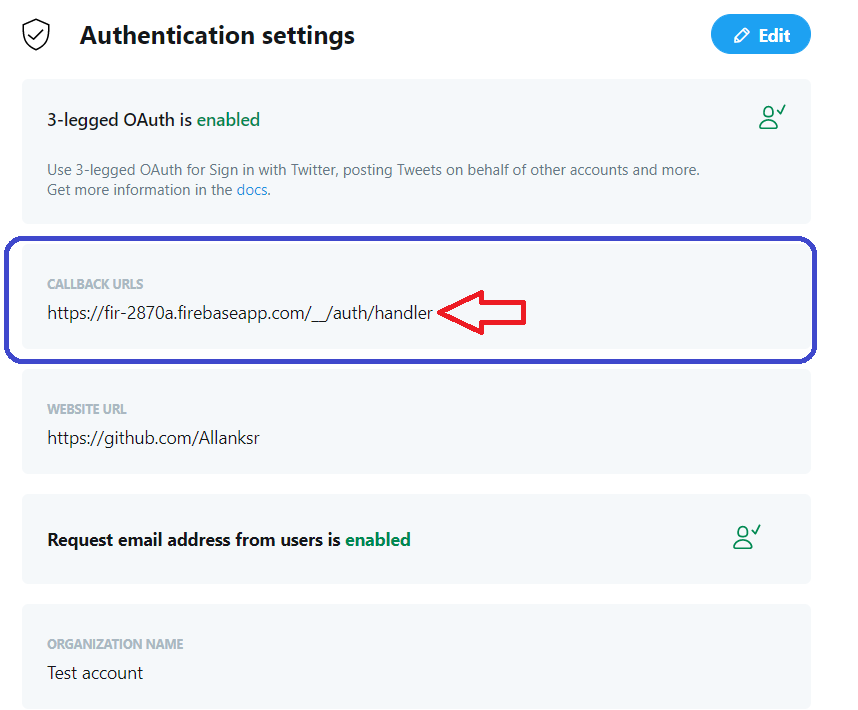 Authentication settings
Edit
3-legged OAuth is enabled
Use 3-legged OAuth for Sign in with Twitter, posting Tweets on behalf of other accounts and more.
Get more information in the docs.
CALLBACK URLS
https://fir-2870a.firebaseapp.com/__/auth/handler
WEBSITE URL
https://github.com/Allanksr
Request email address from users is enabled
ORGANIZATION NAME
Test account